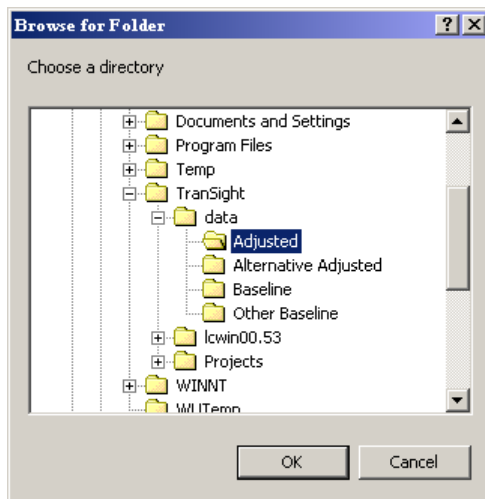 Browse for Folder
Choose a directory
Documents and Settings
Program Files
Temp
TranSight
data
Adjusted
Alternative Adjusted
Baseline
Other Baseline
lcwin00.53
Projects
WINNT
WUTemp
OK Cancel